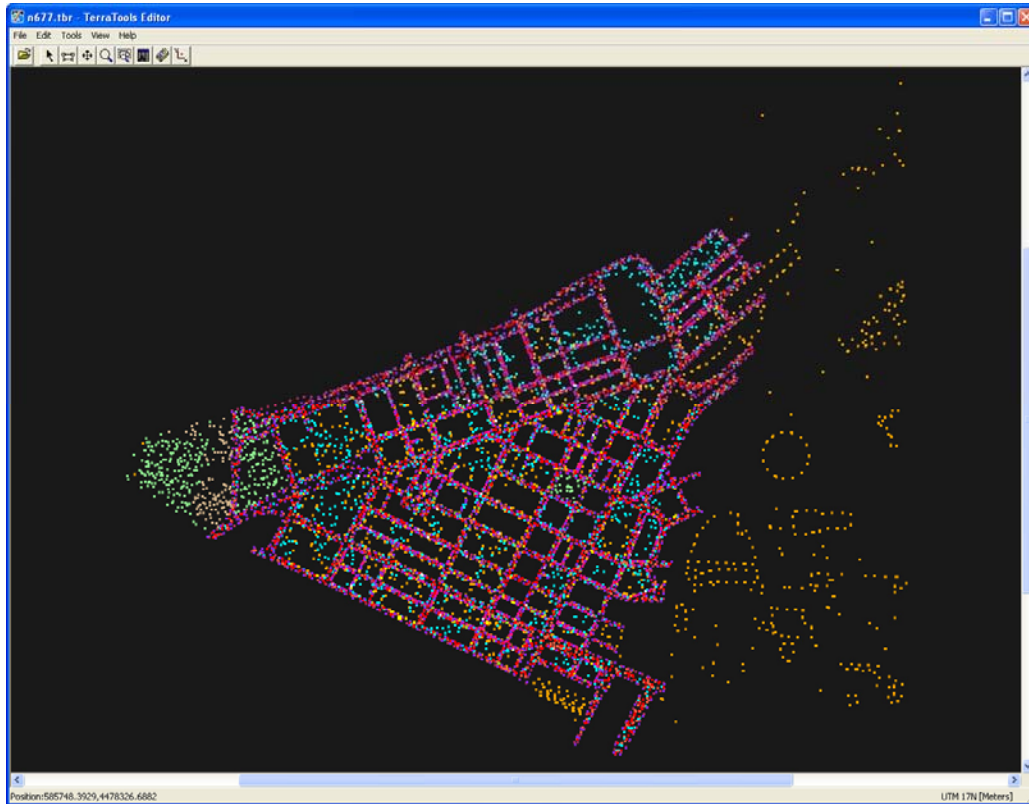 n677.tbr - TerraTools Editor
File Edit Tools View Help
Position:585748.3929,4478326.6882
UTM 17N [Meters]